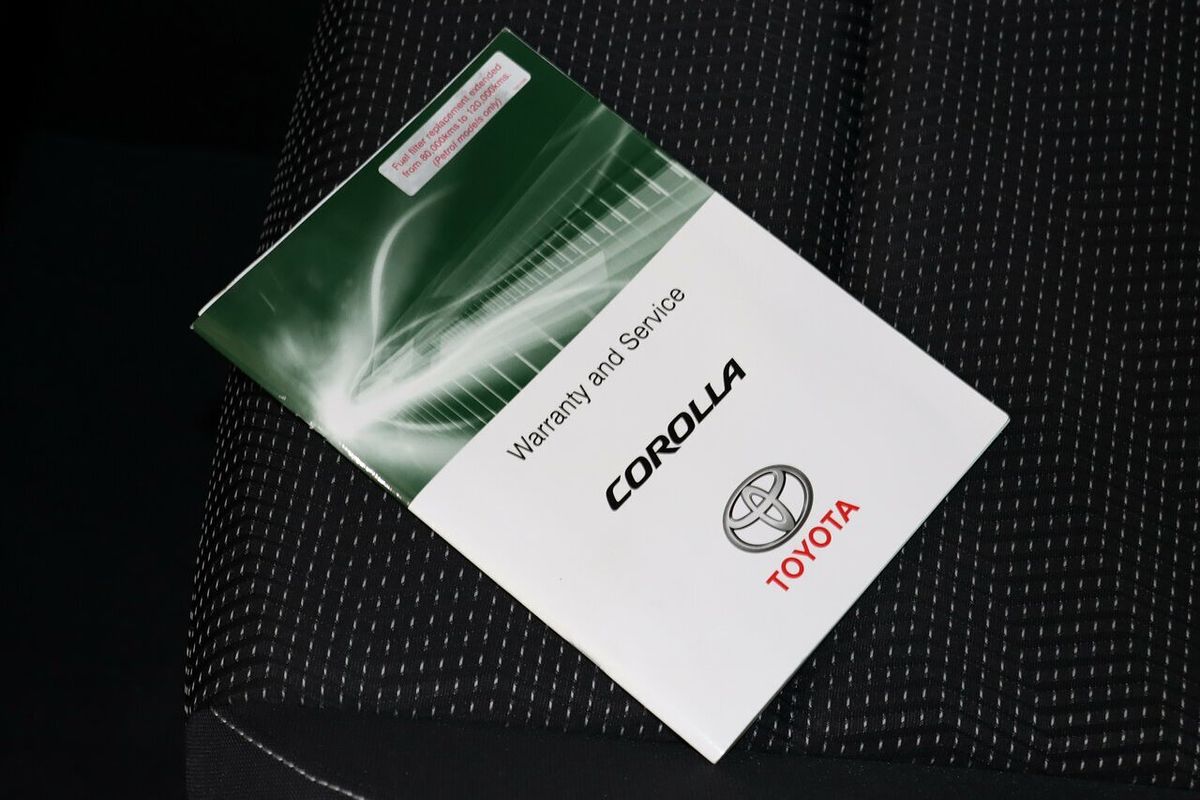 Fuel filter replacement extended
from 80,000kms to 120,000kms.
(Petrol models only)
Warranty and Service
COROLLA
TOYOTA